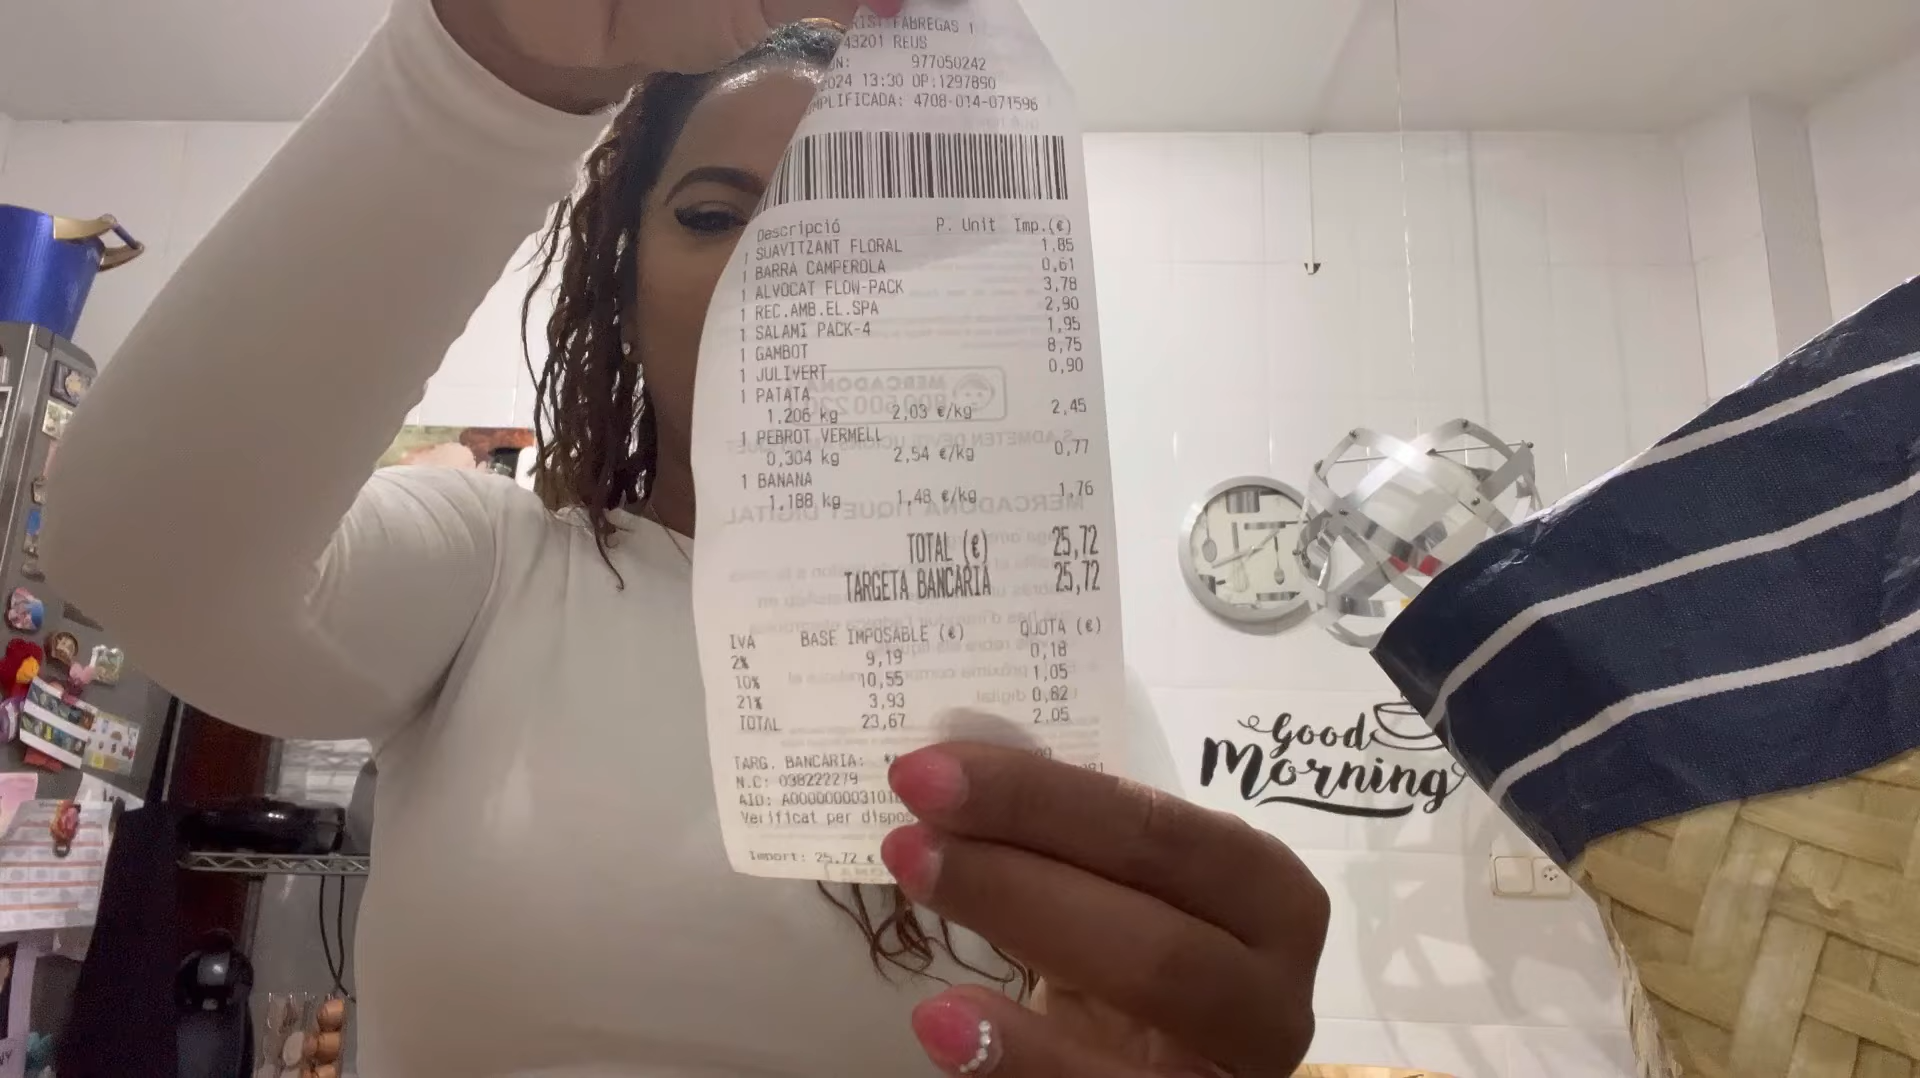 FABREGAS 1
43201 REUS
977050242
2024 13:30 OP:1297890
4708-014-071596
Descripció P. Unit Imp.(€)
1 SUAVITZANT FLORAL 1,85
1 BARRA CAMPEROLA 0,61
1 ALVOCAT FLOW-PACK 3,78
1 REC.AMB.EL.SPA 2,90
1 SALAMI PACK-4 1,95
1 GAMBOT 8,75
1 JULIVERT 0,90
1 PATATA
1,206 kg 2,03 €/kg 2,45
1 PEBROT VERMELL
0,304 kg 2,54 €/kg 0,77
1 BANANA
1,188 kg 1,48 €/kg 1,76
TOTAL (€) 25,72
TARGETA BANCARIA 25,72
IVA BASE IMPOSABLE (€) QUOTA (€)
2% 9,19 0,18
10% 10,55 1,05
21% 3,93 0,82
TOTAL 23,67 2,05
TARG. BANCARIA:
N.C: 038222279
AID:
Verificat per
Import: 25,72 €
Good
Morning